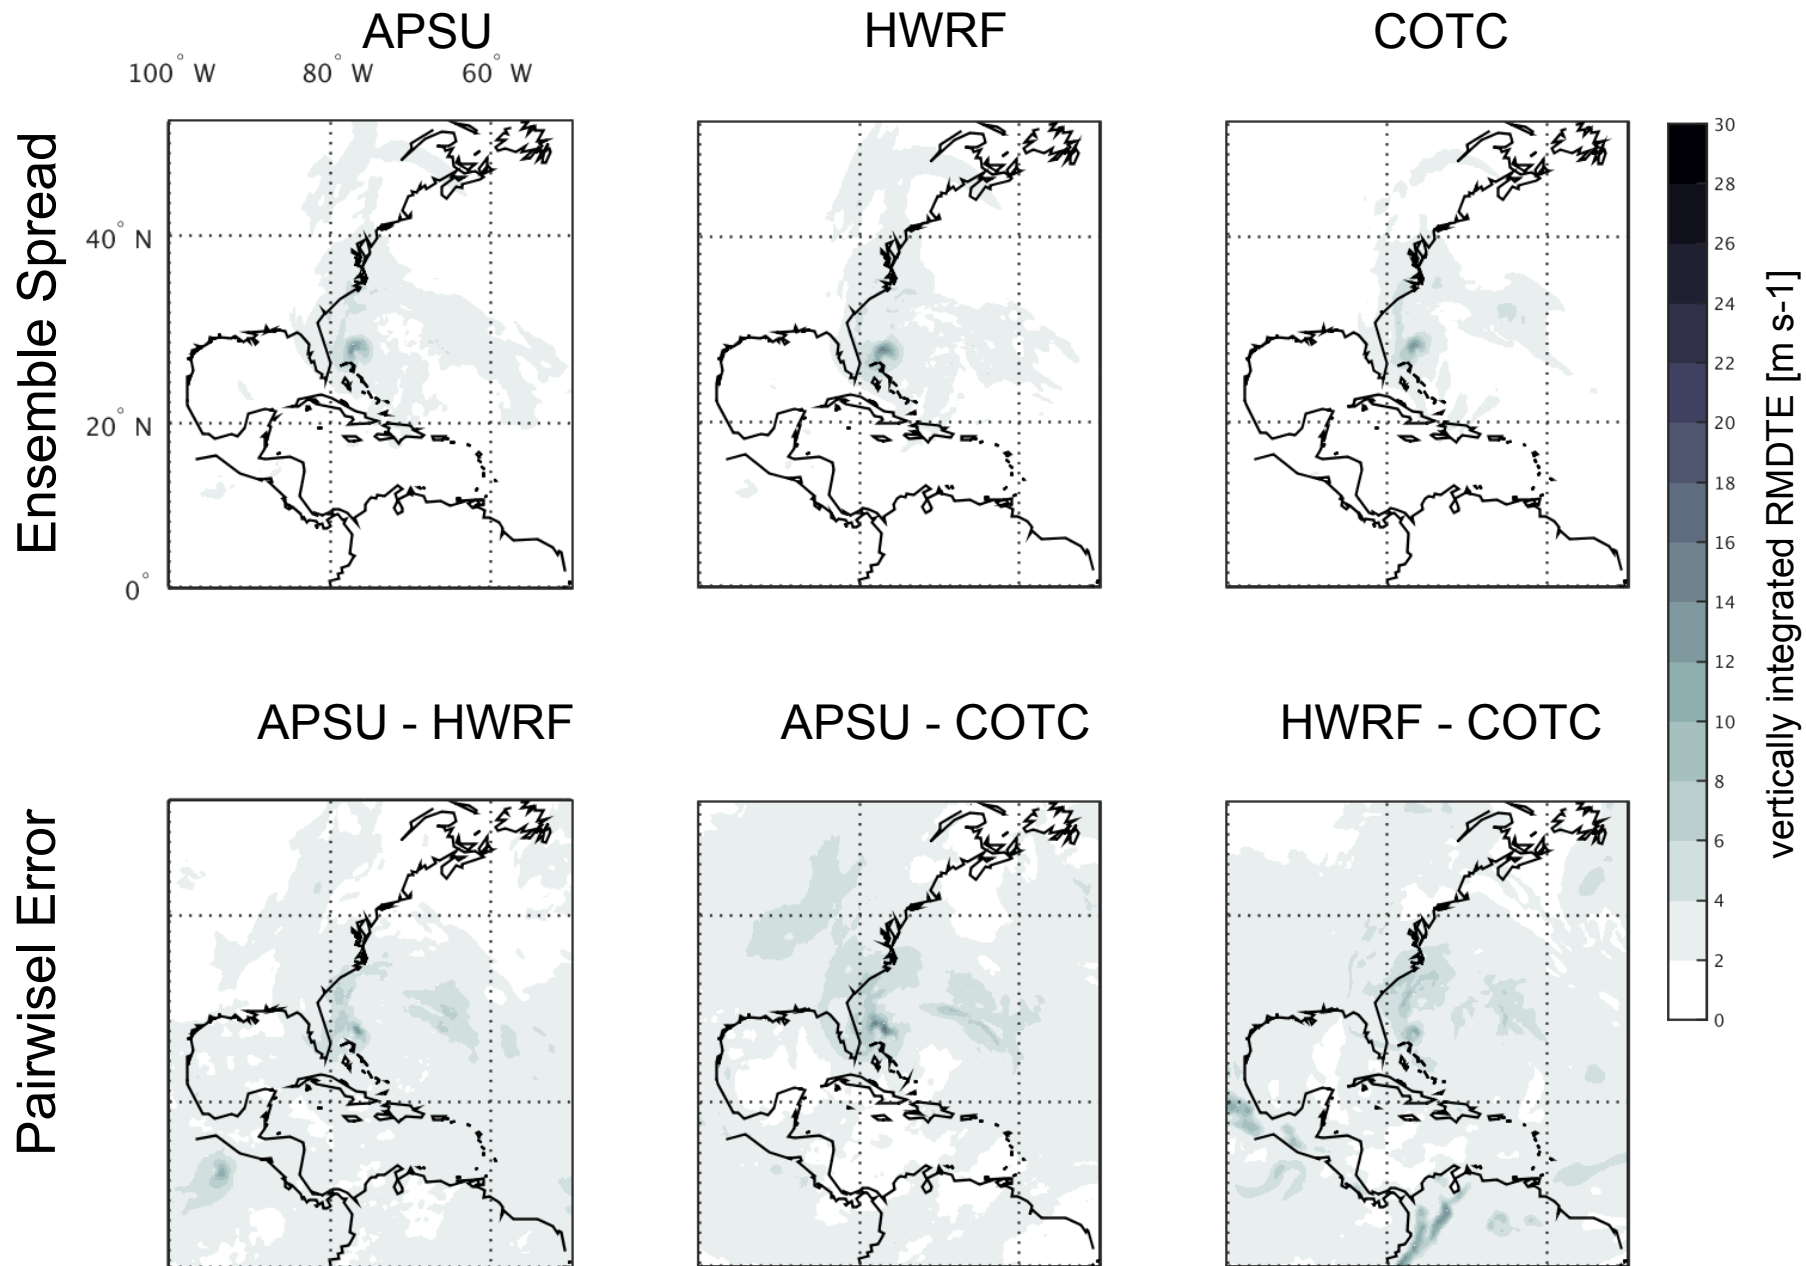 APSU HWRF COTC
100° W 80° W 60° W
Ensemble Spread
40° N
20° N
0°
APSU - HWRF APSU - COTC HWRF - COTC
Pairwisel Error
30
28
26
24
22
20
18
16
14
12
10
8
6
4
2
0
vertically integrated RMDTE [m s-1]